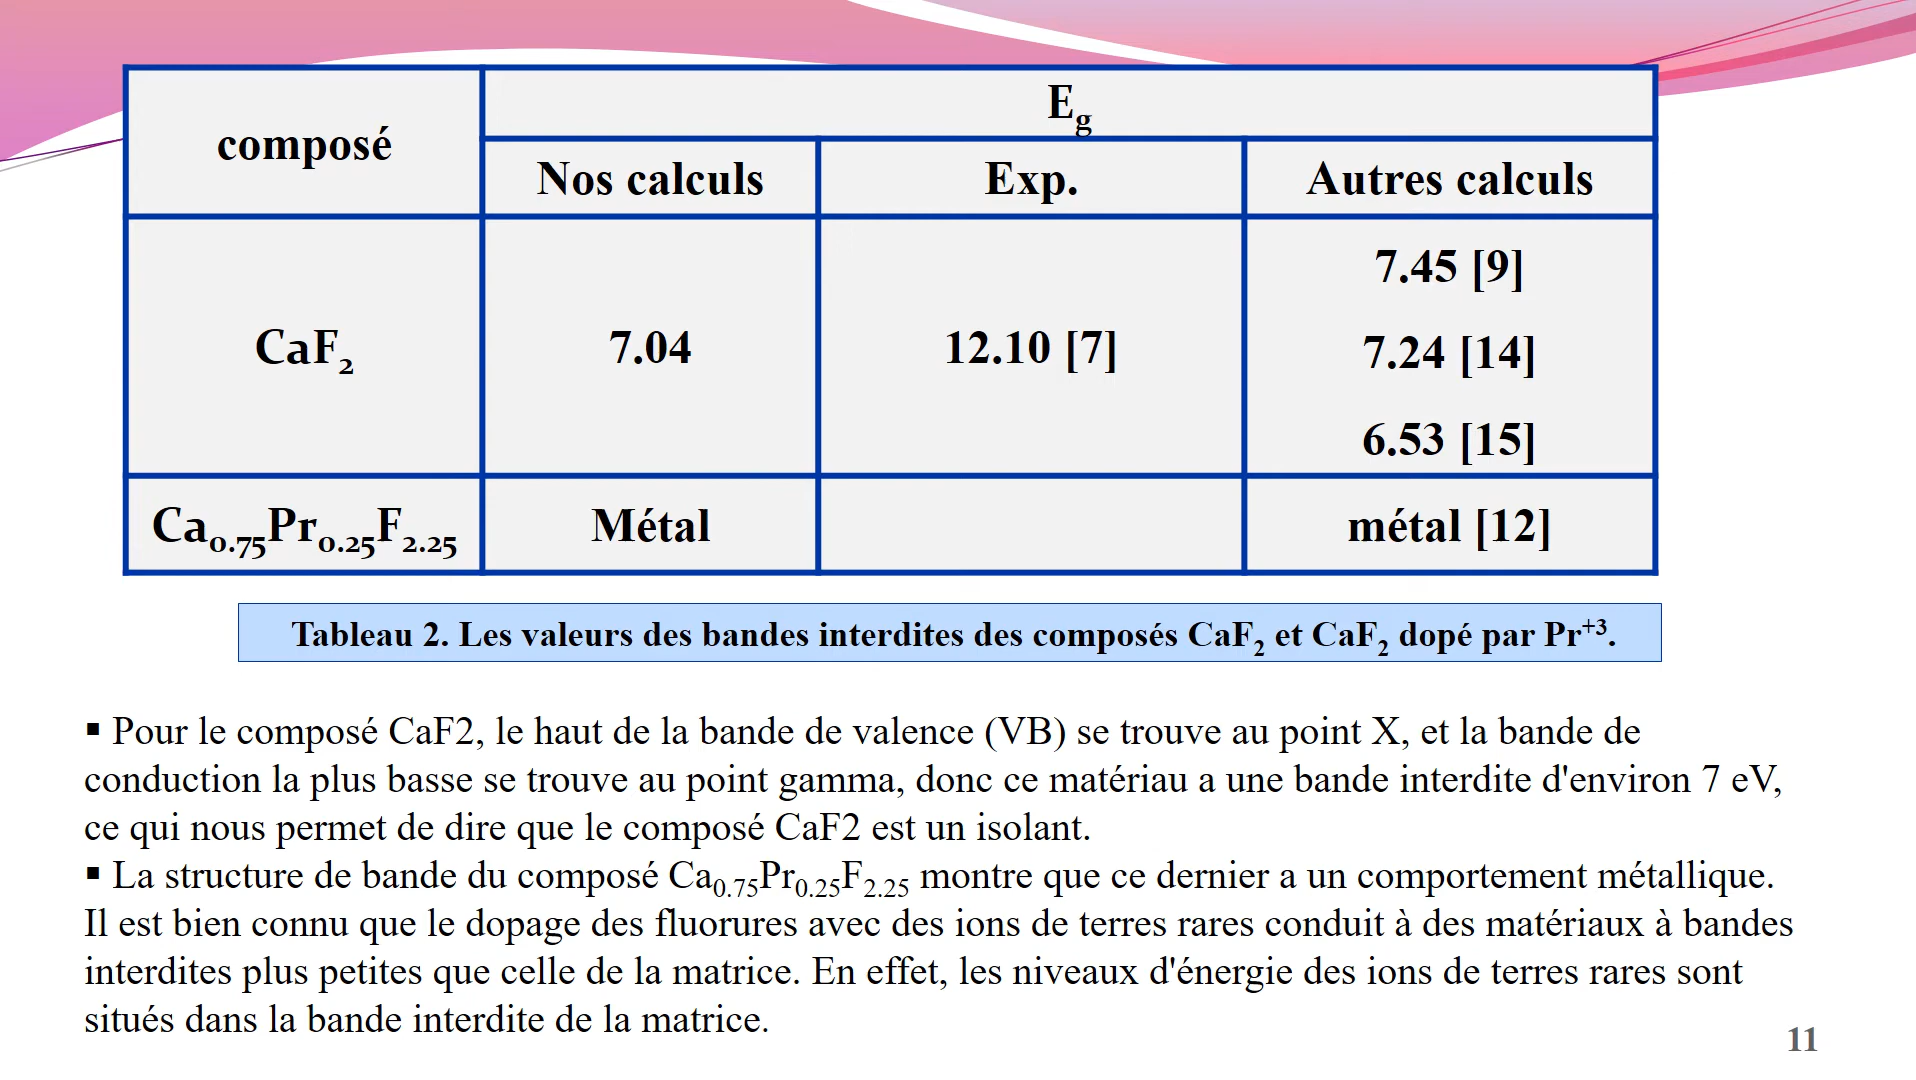 composé
E_g
Nos calculs
Exp.
Autres calculs
CaF₂
7.04
12.10 [7]
7.45 [9]
7.24 [14]
6.53 [15]
Ca₀.₇₅Pr₀.₂₅F₂.₂₅
Métal
métal [12]
Tableau 2. Les valeurs des bandes interdites des composés CaF₂ et CaF₂ dopé par Pr⁺³.
▪ Pour le composé CaF2, le haut de la bande de valence (VB) se trouve au point X, et la bande de
conduction la plus basse se trouve au point gamma, donc ce matériau a une bande interdite d'environ 7 eV,
ce qui nous permet de dire que le composé CaF2 est un isolant.
▪ La structure de bande du composé Ca₀.₇₅Pr₀.₂₅F₂.₂₅ montre que ce dernier a un comportement métallique.
Il est bien connu que le dopage des fluorures avec des ions de terres rares conduit à des matériaux à bandes
interdites plus petites que celle de la matrice. En effet, les niveaux d'énergie des ions de terres rares sont
situés dans la bande interdite de la matrice.
11